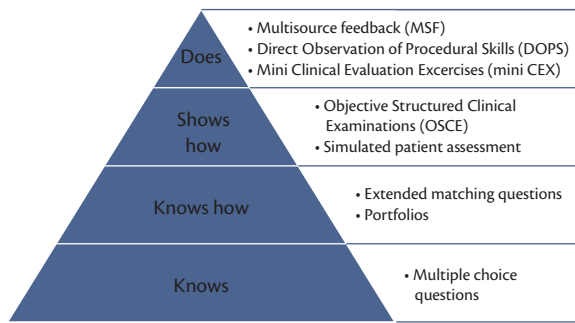 Does
• Multisource feedback (MSF)
• Direct Observation of Procedural Skills (DOPS)
• Mini Clinical Evaluation Excercises (mini CEX)
Shows
how
• Objective Structured Clinical
Examinations (OSCE)
• Simulated patient assessment
Knows how
• Extended matching questions
• Portfolios
Knows
• Multiple choice
questions